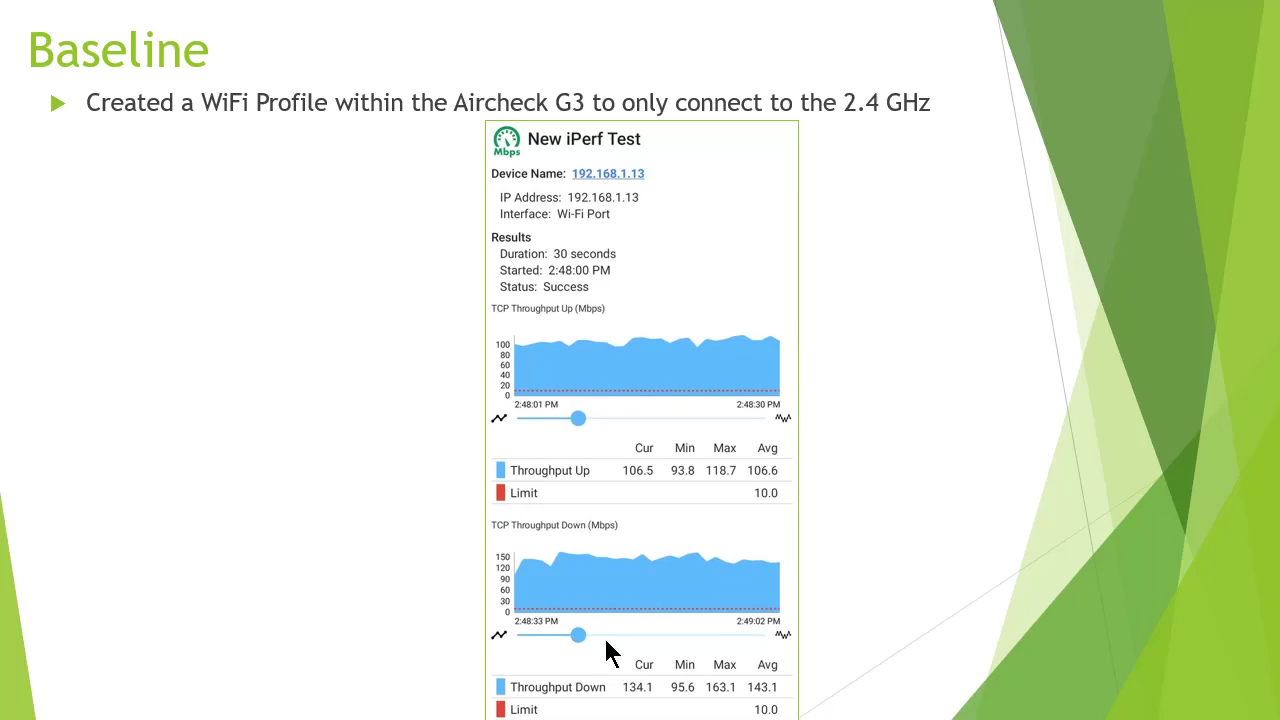 Baseline
Created a WiFi Profile within the Aircheck G3 to only connect to the 2.4 GHz
Mbps
New iPerf Test
Device Name: 192.168.1.13
IP Address: 192.168.1.13
Interface: Wi-Fi Port
Results
Duration: 30 seconds
Started: 2:48:00 PM
Status: Success
TCP Throughput Up (Mbps)
100
80
60
40
20
0
2:48:01 PM 2:48:30 PM
Cur Min Max Avg
Throughput Up 106.5 93.8 118.7 106.6
Limit 10.0
TCP Throughput Down (Mbps)
150
120
90
60
30
0
2:48:33 PM 2:49:02 PM
Cur Min Max Avg
Throughput Down 134.1 95.6 163.1 143.1
Limit 10.0